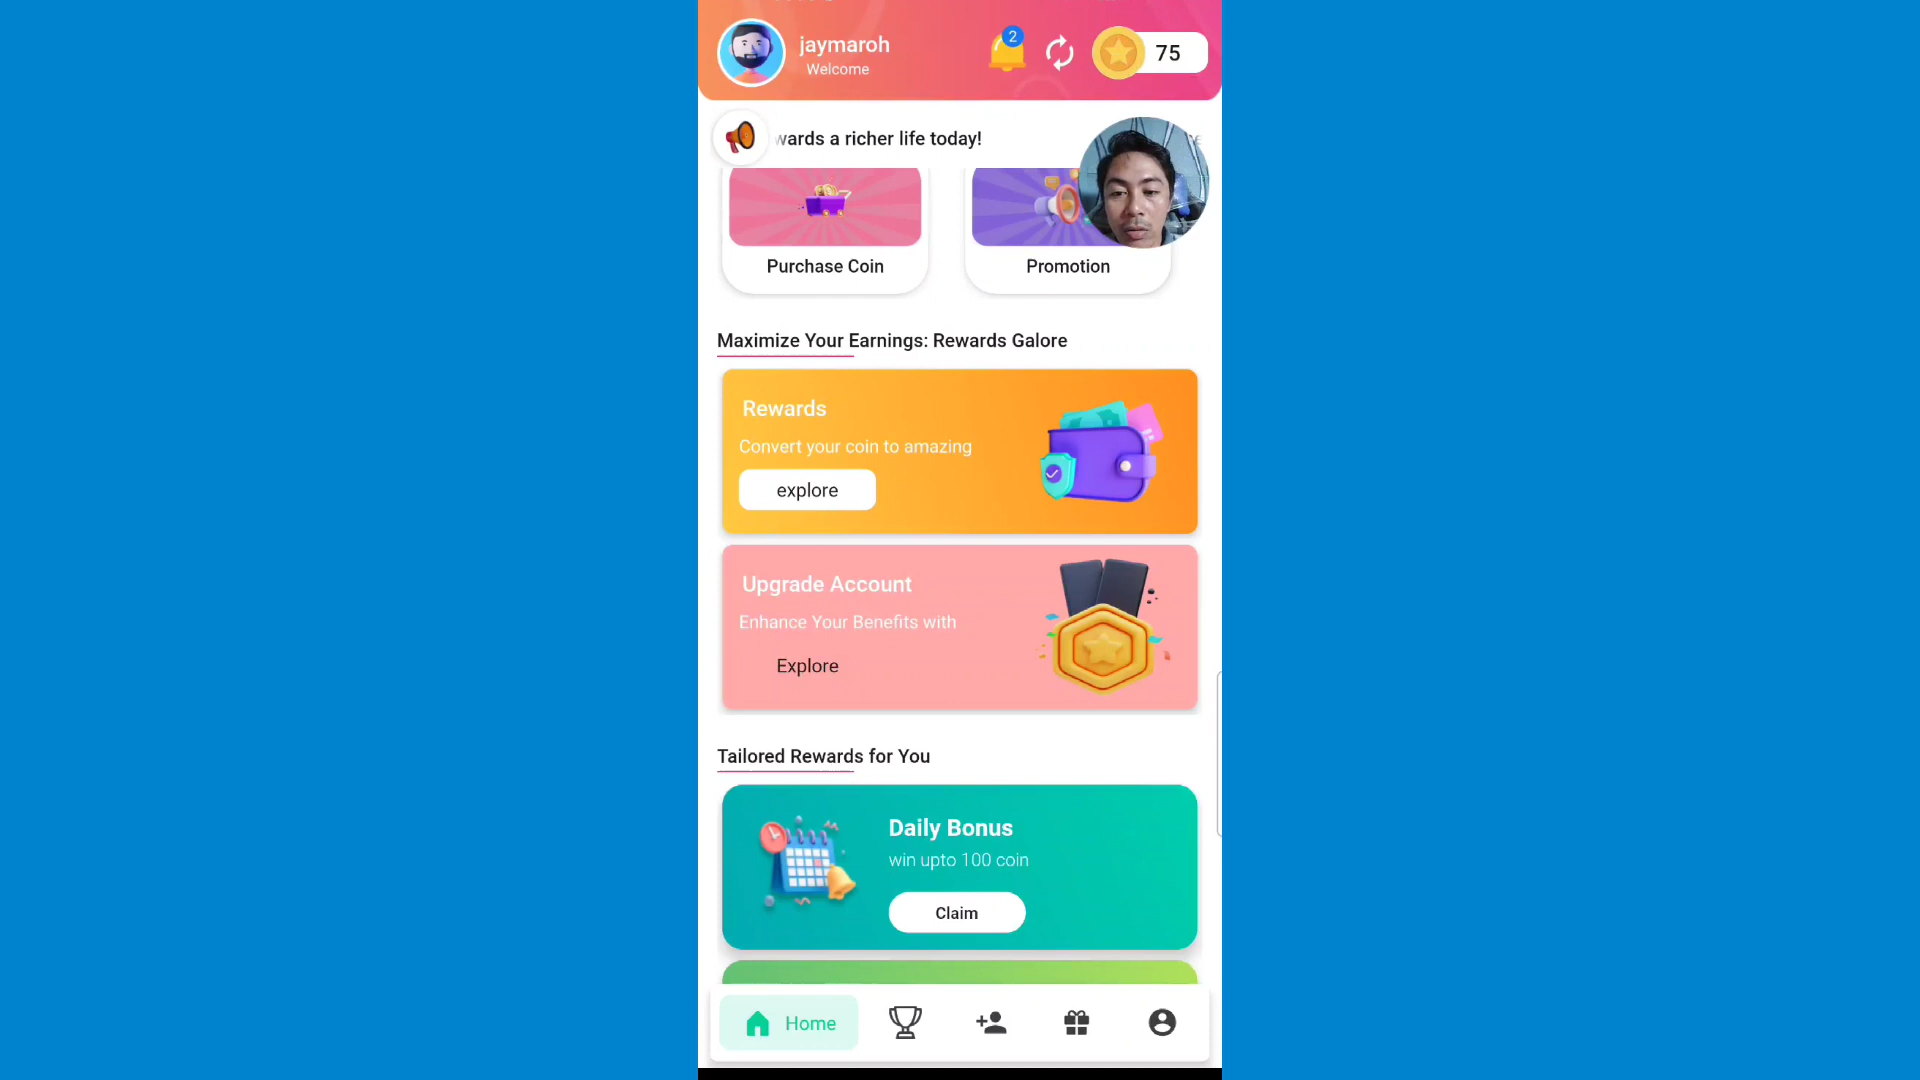 jaymaroh
Welcome
2
75
wards a richer life today!
Purchase Coin
Promotion
Maximize Your Earnings: Rewards Galore
Rewards
Convert your coin to amazing
explore
Upgrade Account
Enhance Your Benefits with
Explore
Tailored Rewards for You
Daily Bonus
win upto 100 coin
Claim
Home